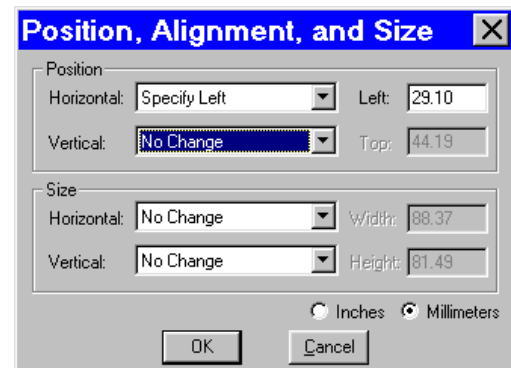 Position, Alignment, and Size
Position
Horizontal: Specify Left Left: 29.10
Vertical: No Change Top: 44.19
Size
Horizontal: No Change Width: 88.37
Vertical: No Change Height: 81.49
Inches Millimeters
OK Cancel